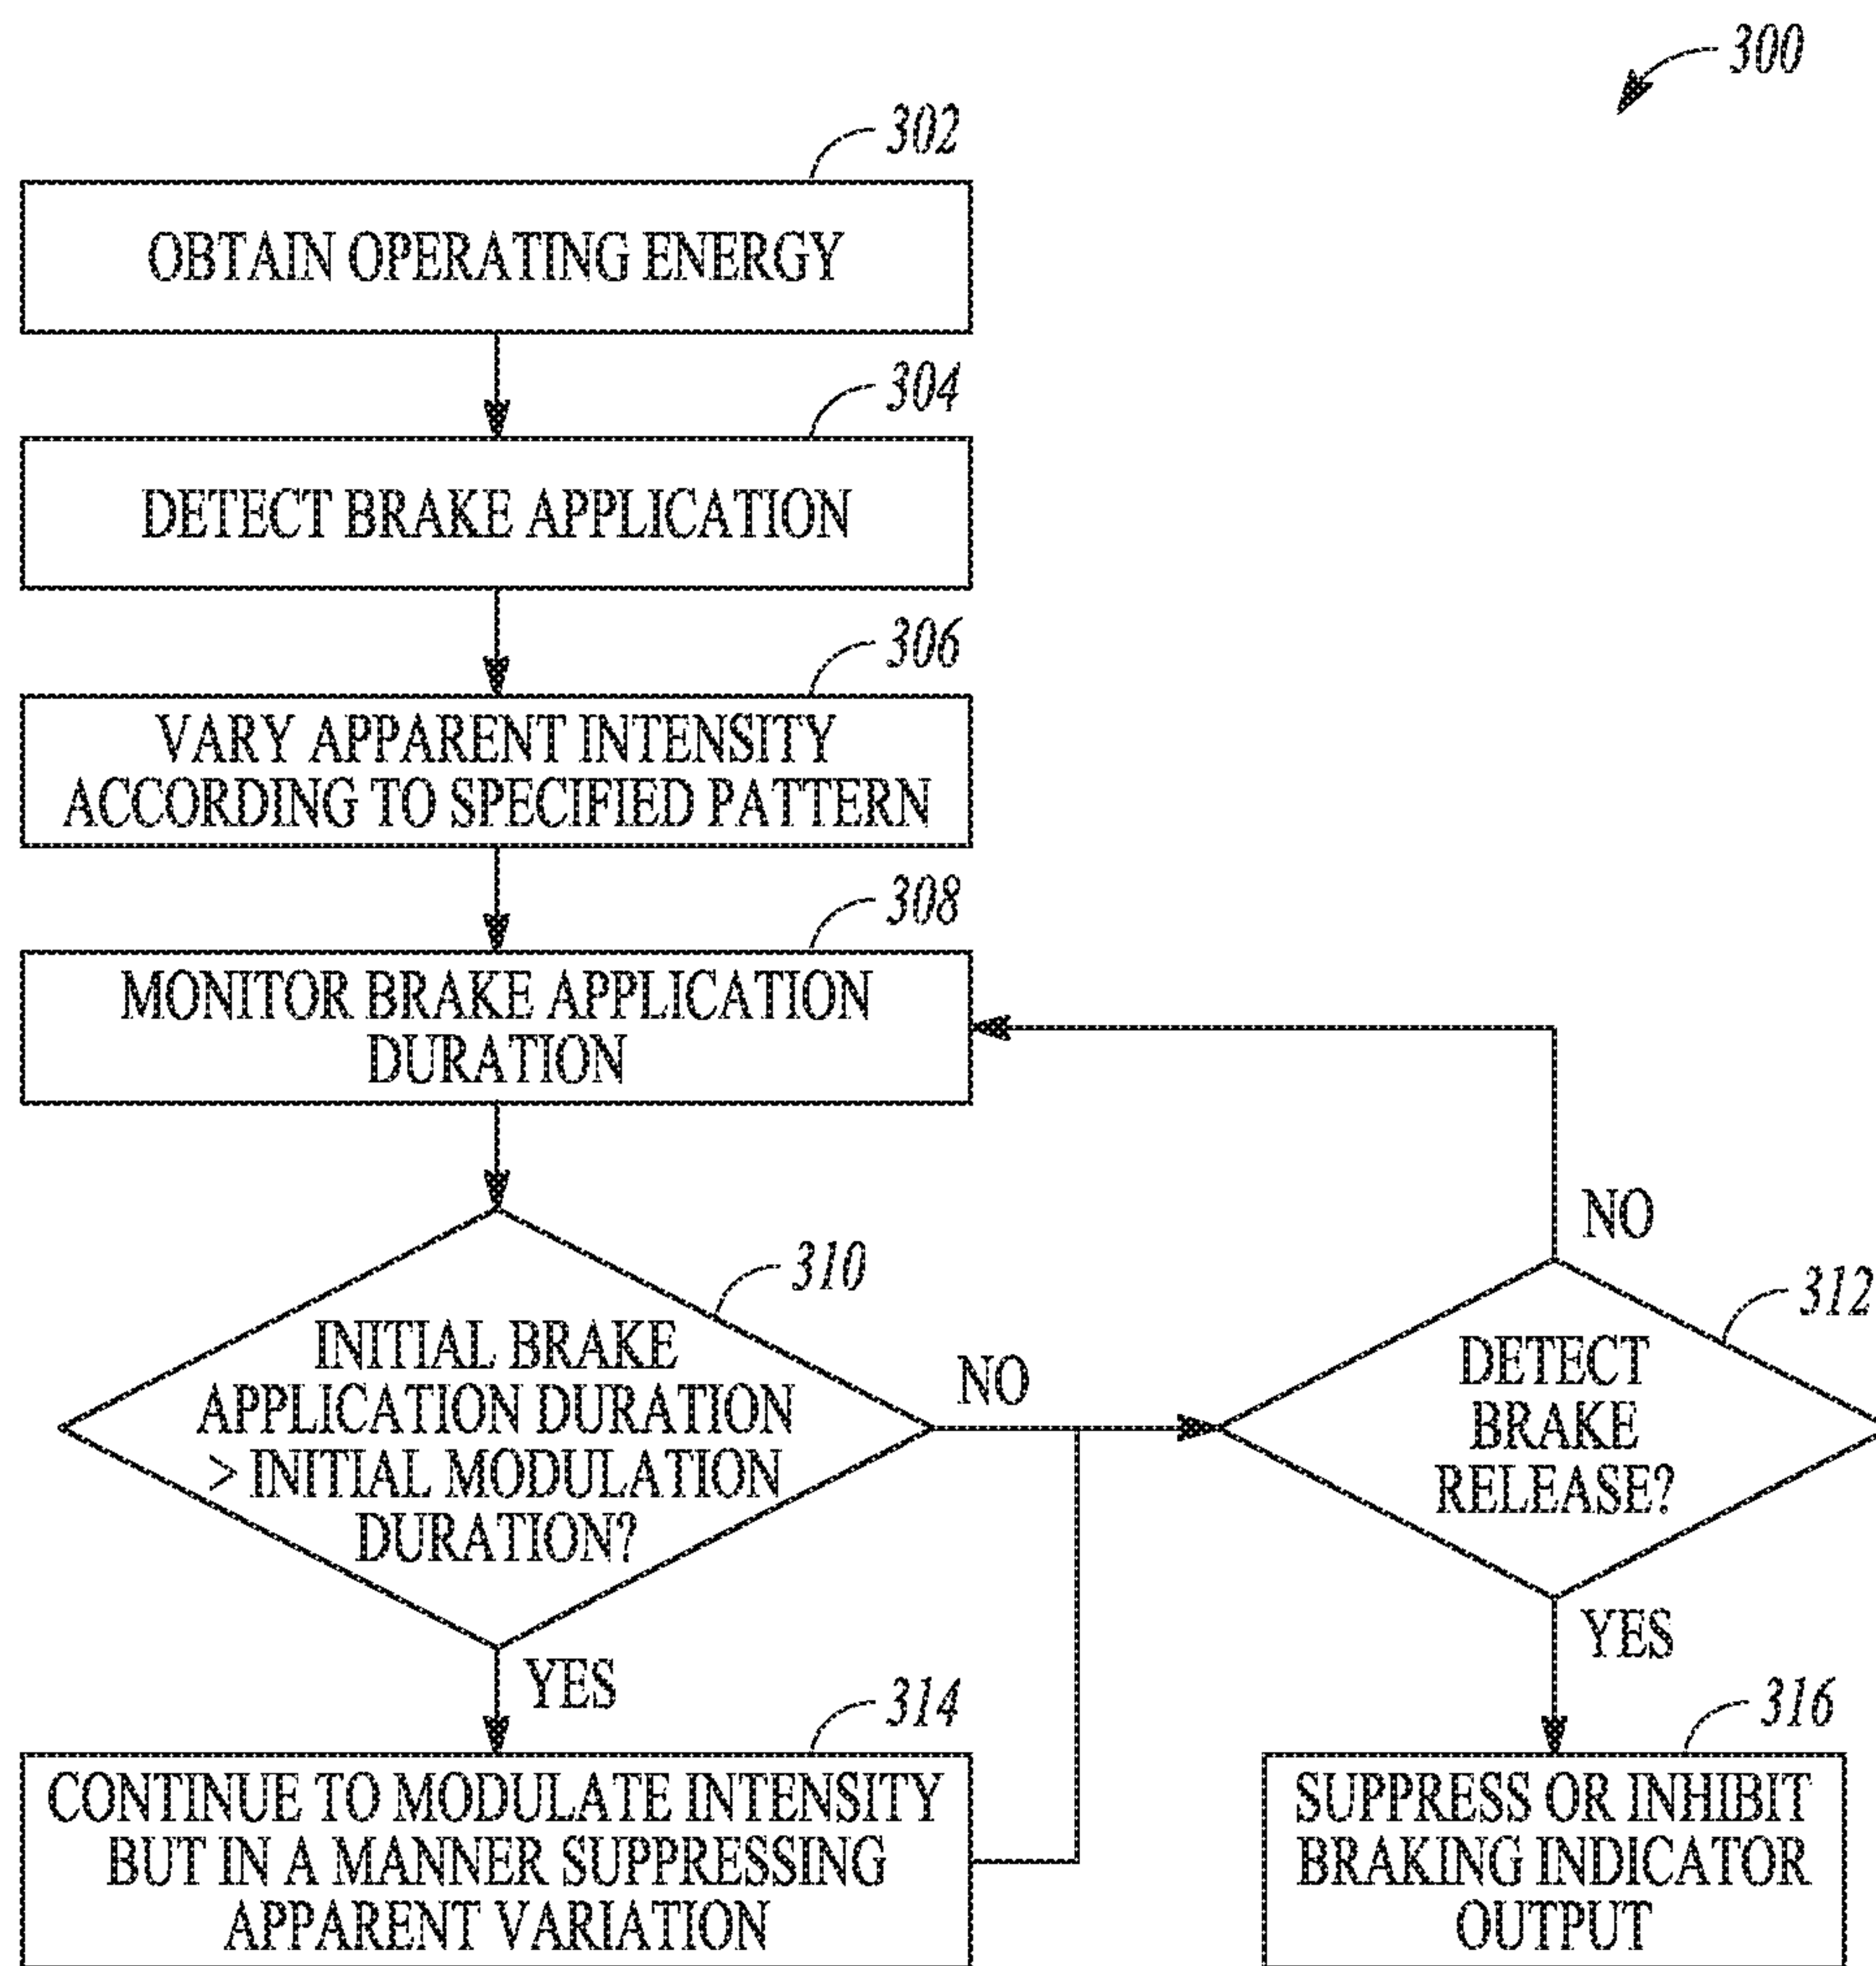 300
302
OBTAIN OPERATING ENERGY
304
DETECT BRAKE APPLICATION
306
VARY APPARENT INTENSITY
ACCORDING TO SPECIFIED PATTERN
308
MONITOR BRAKE APPLICATION
DURATION
310
INITIAL BRAKE
APPLICATION DURATION
> INITIAL MODULATION
DURATION?
NO
YES
312
DETECT
BRAKE
RELEASE?
NO
YES
314
CONTINUE TO MODULATE INTENSITY
BUT IN A MANNER SUPPRESSING
APPARENT VARIATION
316
SUPPRESS OR INHIBIT
BRAKING INDICATOR
OUTPUT